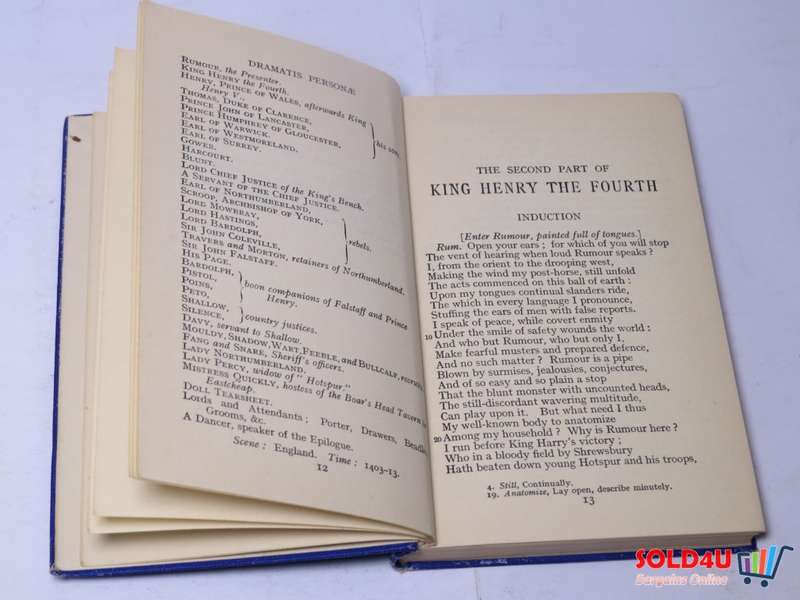 DRAMATIS PERSONÆ
RUMOUR, the Presenter.
KING HENRY the Fourth.
HENRY, PRINCE OF WALES, afterwards King
Henry V.
THOMAS, DUKE OF CLARENCE,
PRINCE JOHN OF LANCASTER,
PRINCE HUMPHREY OF GLOUCESTER,
his sons.
EARL OF WARWICK.
EARL OF WESTMORELAND.
EARL OF SURREY.
GOWER.
HARCOURT.
BLUNT.
LORD CHIEF JUSTICE of the King's Bench.
A SERVANT OF THE CHIEF JUSTICE.
EARL OF NORTHUMBERLAND,
SCROOP, ARCHBISHOP OF YORK,
LORD MOWBRAY,
LORD HASTINGS,
LORD BARDOLPH,
SIR JOHN COLEVILLE,
rebels.
TRAVERS and MORTON, retainers of Northumberland.
SIR JOHN FALSTAFF.
HIS PAGE.
BARDOLPH,
PISTOL,
POINS,
PETO,
boon companions of Falstaff and Prince
Henry.
SHALLOW,
SILENCE,
country justices.
DAVY, servant to Shallow.
MOULDY, SHADOW, WART, FEEBLE, and BULLCALF, recruits.
FANG and SNARE, Sheriff's officers.
LADY NORTHUMBERLAND.
LADY PERCY, widow of "Hotspur."
MISTRESS QUICKLY, hostess of the Boar's Head Tavern in
Eastcheap.
DOLL TEARSHEET.
Lords and Attendants; Porter, Drawers, Beadles,
Grooms, &c.
A Dancer, speaker of the Epilogue.
Scene: England. Time: 1403-13.
12
THE SECOND PART OF
KING HENRY THE FOURTH
INDUCTION
[Enter Rumour, painted full of tongues.]
Rum. Open your ears; for which of you will stop
The vent of hearing when loud Rumour speaks?
I, from the orient to the drooping west,
Making the wind my post-horse, still unfold
The acts commenced on this ball of earth:
Upon my tongues continual slanders ride,
The which in every language I pronounce,
Stuffing the ears of men with false reports.
I speak of peace, while covert enmity
10 Under the smile of safety wounds the world:
And who but Rumour, who but only I,
Make fearful musters and prepared defence,
And no such matter? Rumour is a pipe
Blown by surmises, jealousies, conjectures,
And of so easy and so plain a stop
That the blunt monster with uncounted heads,
The still-discordant wavering multitude,
Can play upon it. But what need I thus
My well-known body to anatomize
20 Among my household? Why is Rumour here?
I run before King Harry's victory;
Who in a bloody field by Shrewsbury
Hath beaten down young Hotspur and his troops,
4. Still, Continually.
19. Anatomize, Lay open, describe minutely.
13
SOLD4U
Bargains Online